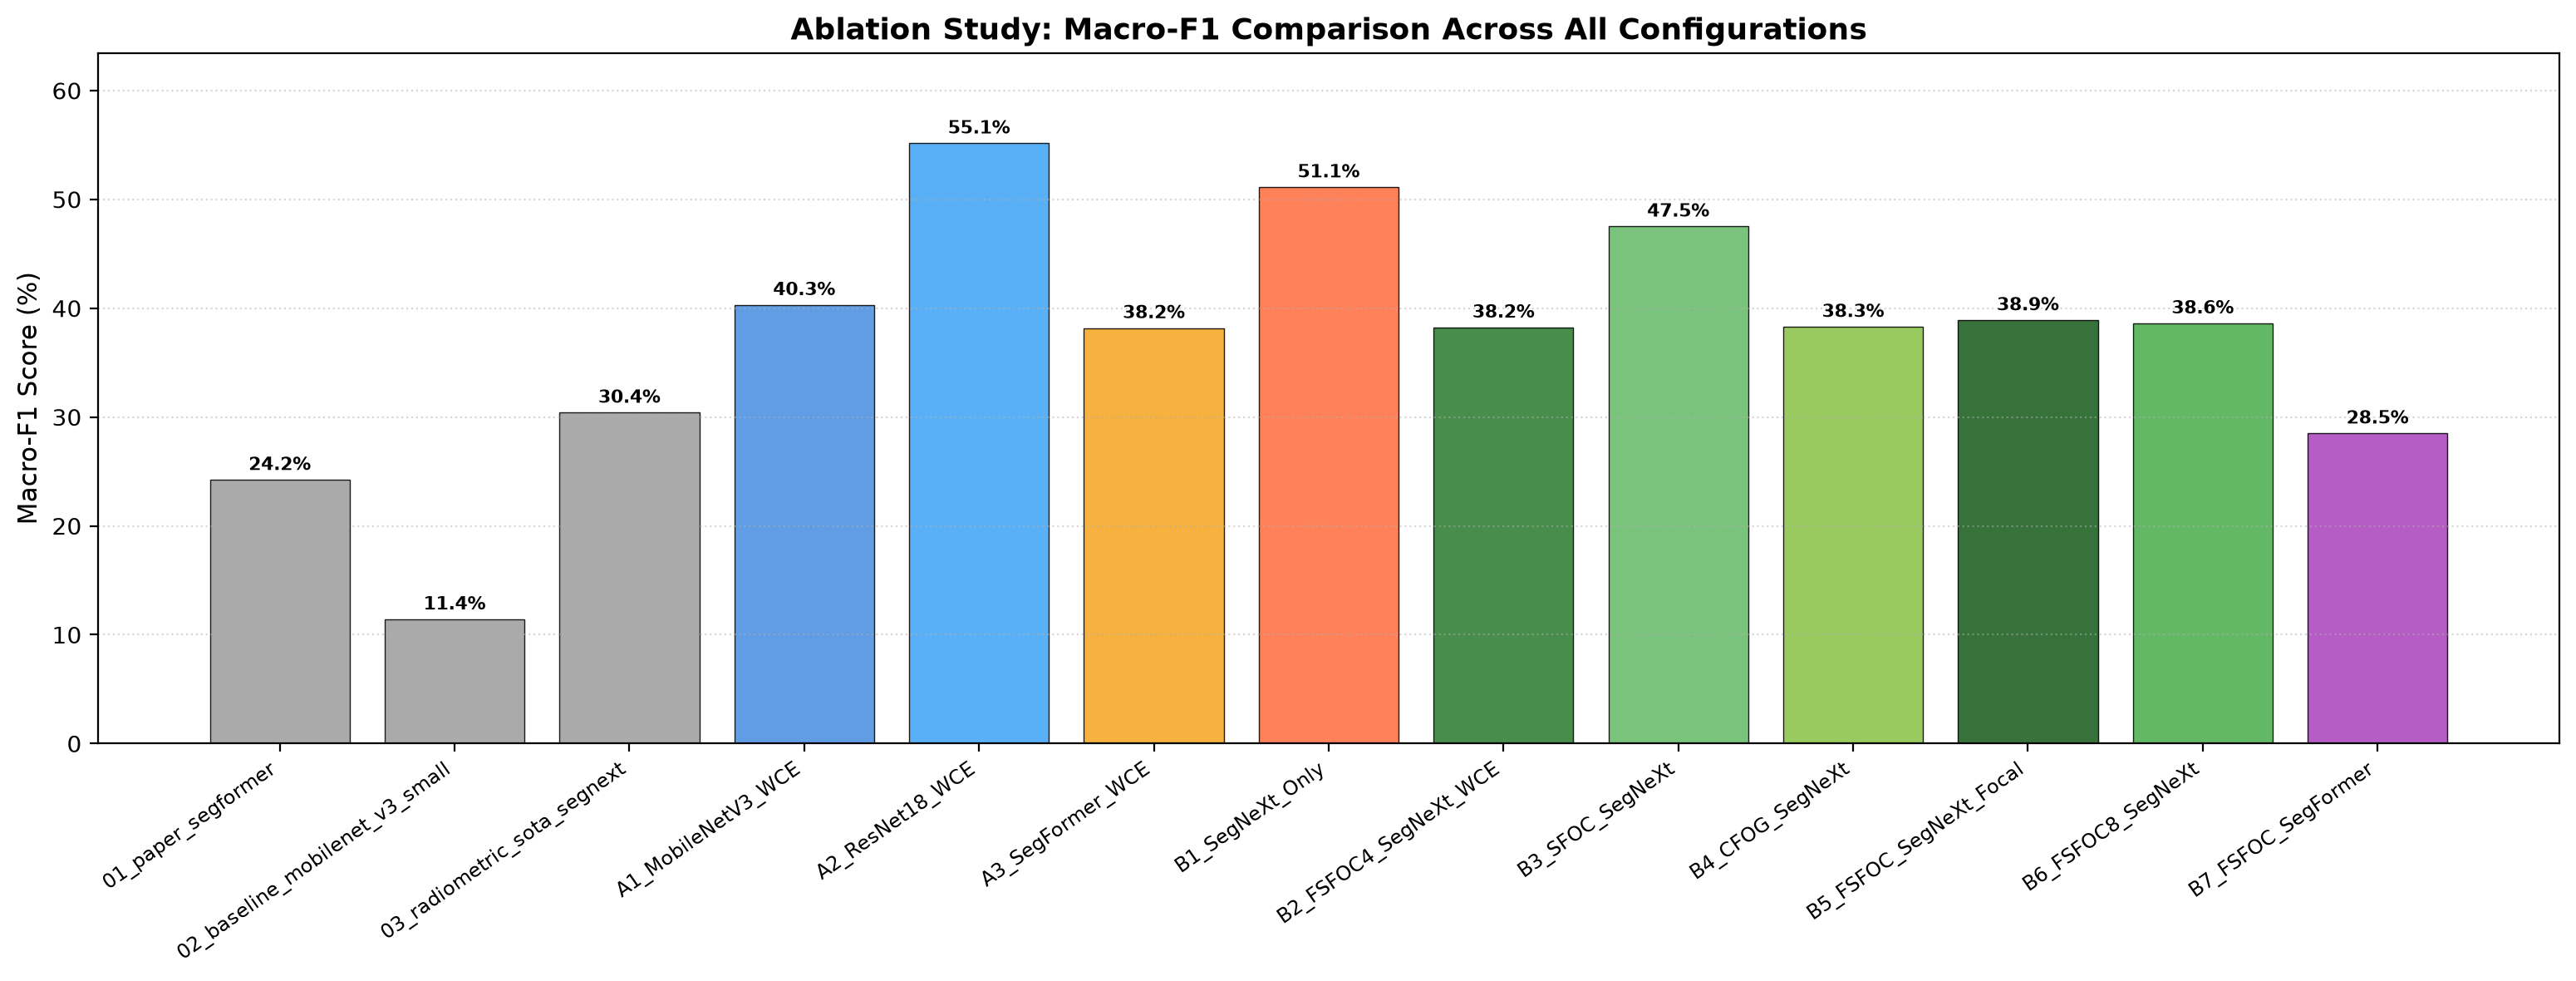 Ablation Study: Macro-F1 Comparison Across All Configurations
Macro-F1 Score (%)
60
50
40
30
20
10
0
24.2%
11.4%
30.4%
40.3%
55.1%
38.2%
51.1%
38.2%
47.5%
38.3%
38.9%
38.6%
28.5%
01_paper_segformer
02_baseline_mobilenet_v3_small
03_radiometric_sota_segnext
A1_MobileNetV3_WCE
A2_ResNet18_WCE
A3_SegFormer_WCE
B1_SegNeXt_Only
B2_FSFOC4_SegNeXt_WCE
B3_SFOC_SegNeXt
B4_CFOG_SegNeXt
B5_FSFOC_SegNeXt_Focal
B6_FSFOC8_SegNeXt
B7_FSFOC_SegFormer